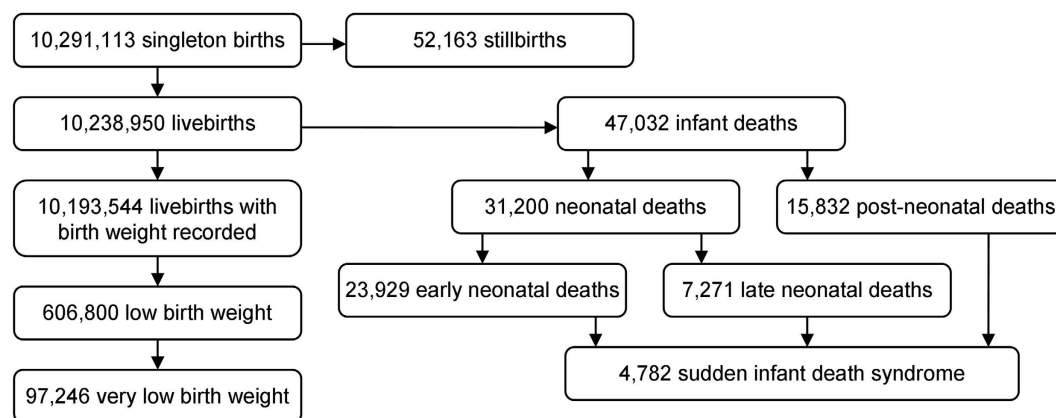 10,291,113 singleton births
52,163 stillbirths
10,238,950 livebirths
47,032 infant deaths
10,193,544 livebirths with
birth weight recorded
31,200 neonatal deaths
15,832 post-neonatal deaths
23,929 early neonatal deaths
7,271 late neonatal deaths
606,800 low birth weight
4,782 sudden infant death syndrome
97,246 very low birth weight